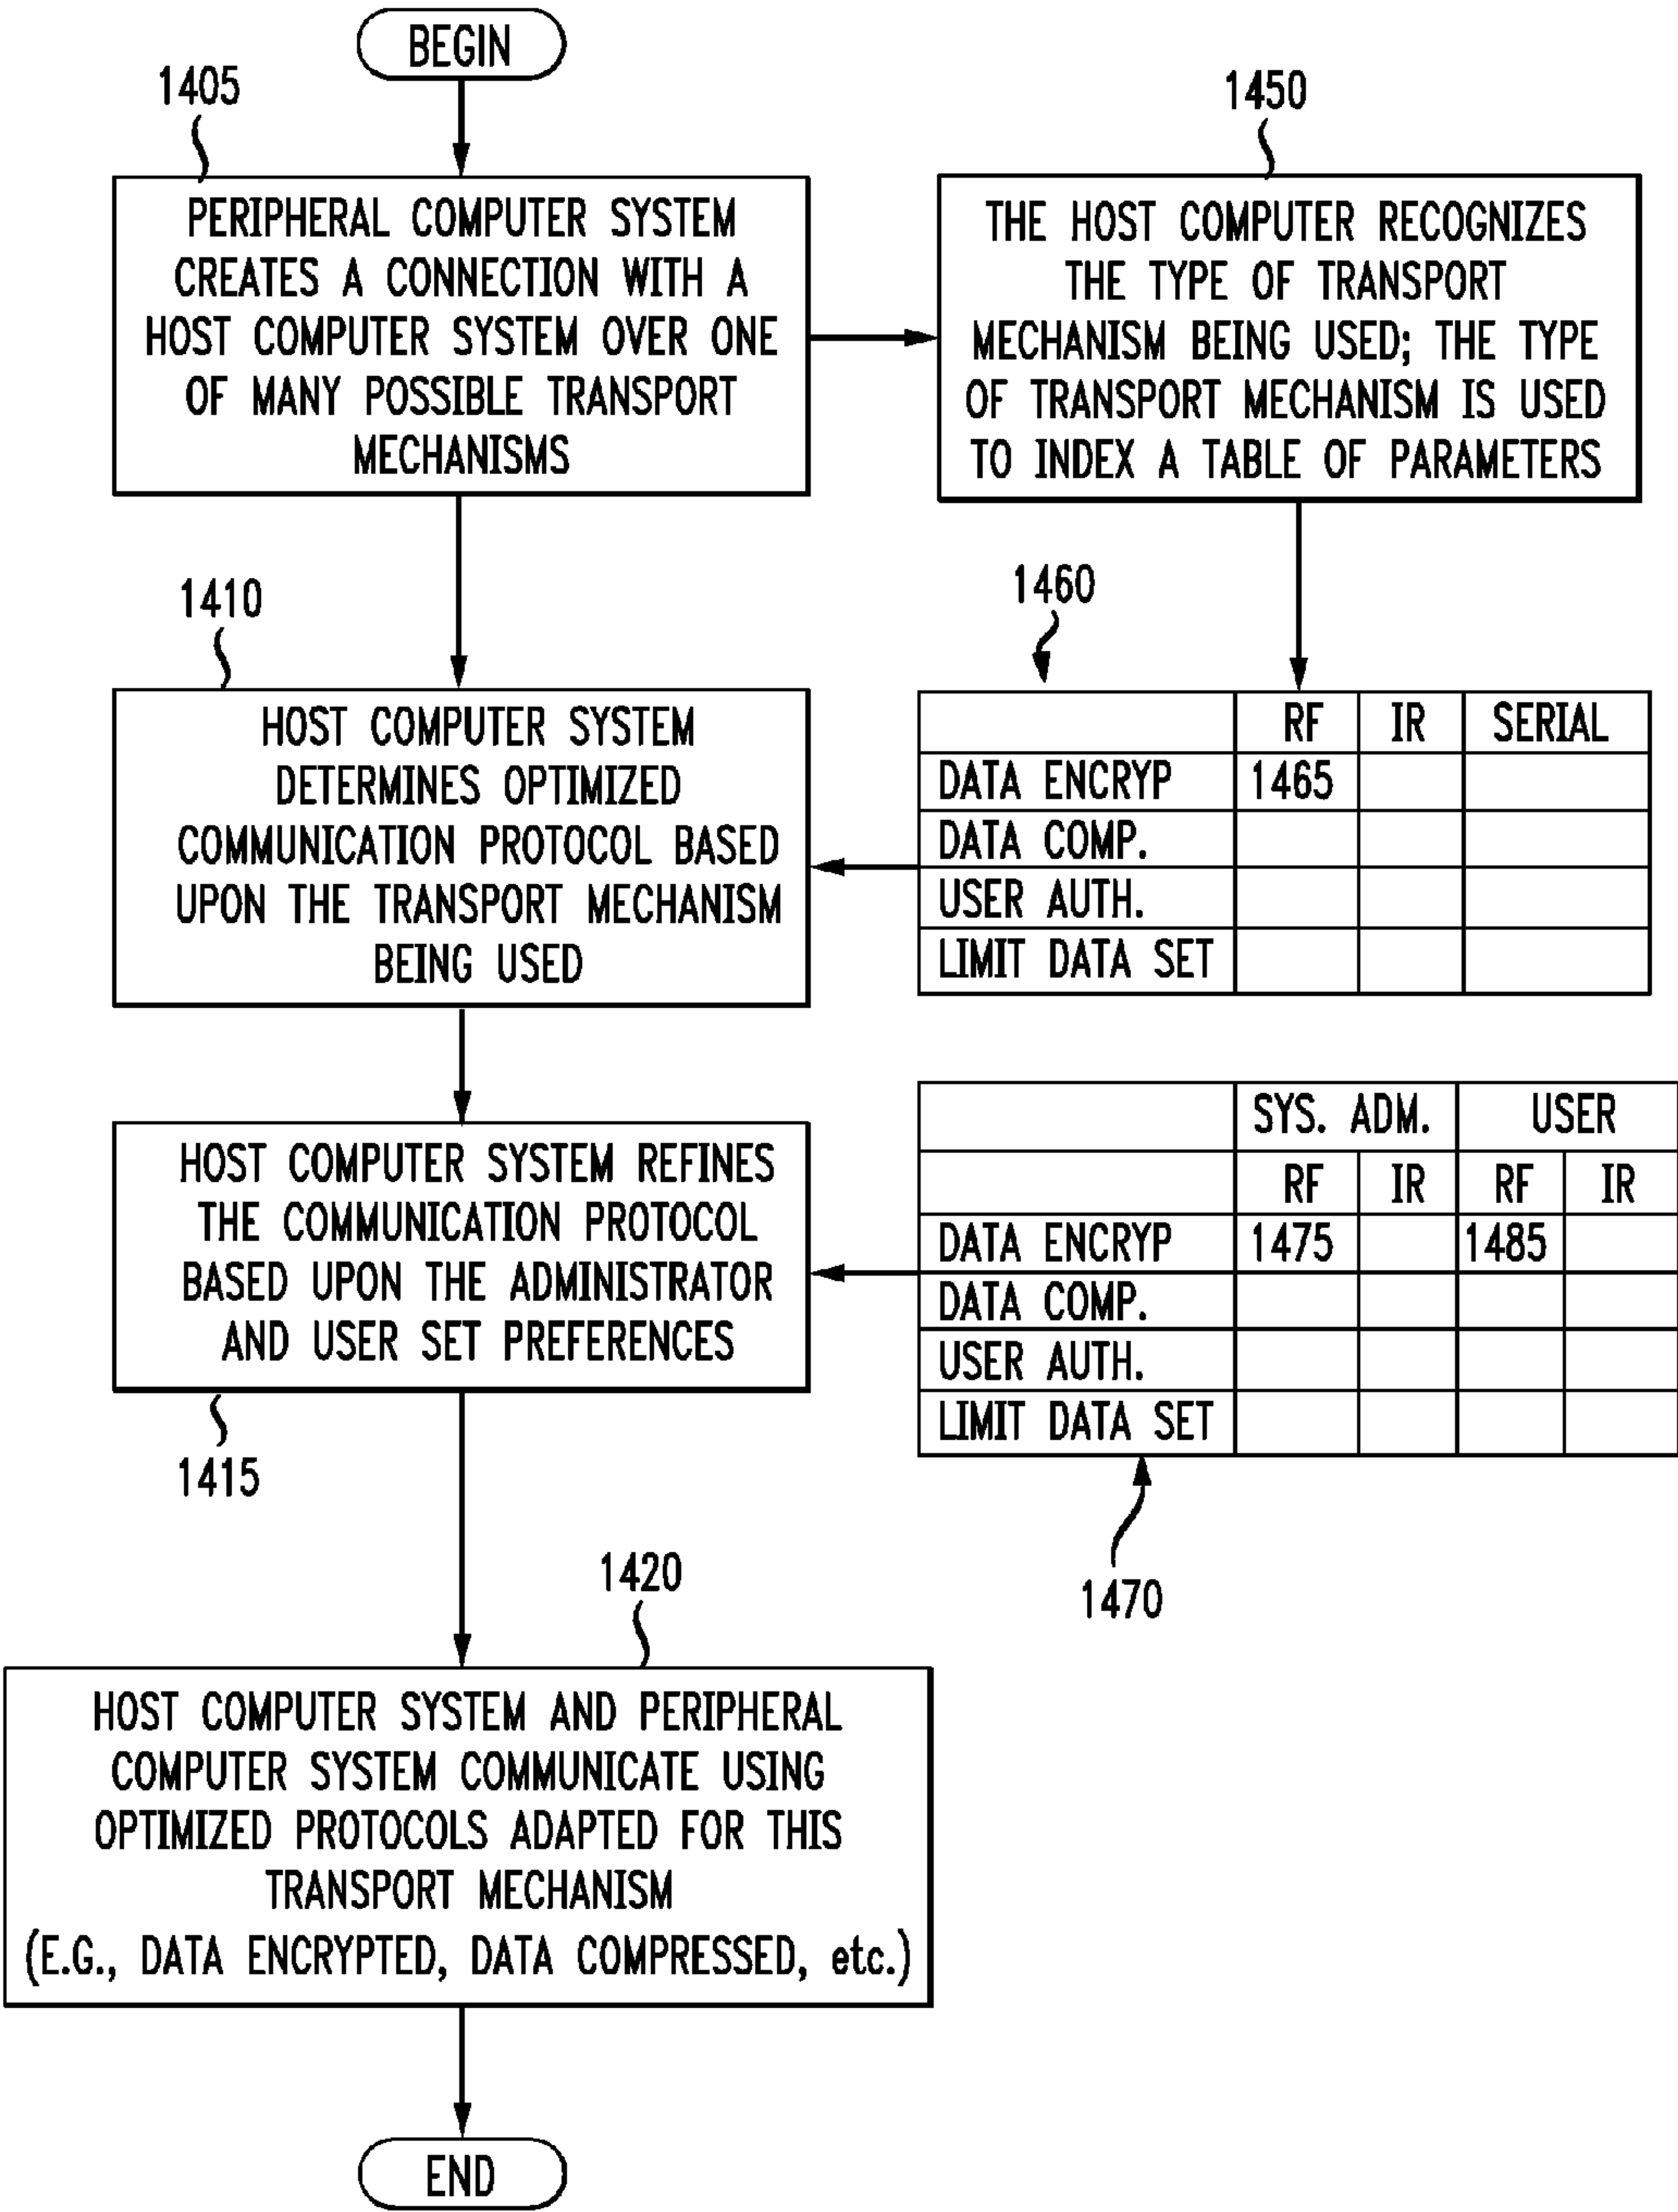 BEGIN
1405
PERIPHERAL COMPUTER SYSTEM
CREATES A CONNECTION WITH A
HOST COMPUTER SYSTEM OVER ONE
OF MANY POSSIBLE TRANSPORT
MECHANISMS
1450
THE HOST COMPUTER RECOGNIZES
THE TYPE OF TRANSPORT
MECHANISM BEING USED; THE TYPE
OF TRANSPORT MECHANISM IS USED
TO INDEX A TABLE OF PARAMETERS
1410
HOST COMPUTER SYSTEM
DETERMINES OPTIMIZED
COMMUNICATION PROTOCOL BASED
UPON THE TRANSPORT MECHANISM
BEING USED
1460
RF IR SERIAL
DATA ENCRYP 1465
DATA COMP.
USER AUTH.
LIMIT DATA SET
HOST COMPUTER SYSTEM REFINES
THE COMMUNICATION PROTOCOL
BASED UPON THE ADMINISTRATOR
AND USER SET PREFERENCES
1415
SYS. ADM. USER
RF IR RF IR
DATA ENCRYP 1475 1485
DATA COMP.
USER AUTH.
LIMIT DATA SET
1470
1420
HOST COMPUTER SYSTEM AND PERIPHERAL
COMPUTER SYSTEM COMMUNICATE USING
OPTIMIZED PROTOCOLS ADAPTED FOR THIS
TRANSPORT MECHANISM
(E.G., DATA ENCRYPTED, DATA COMPRESSED, etc.)
END